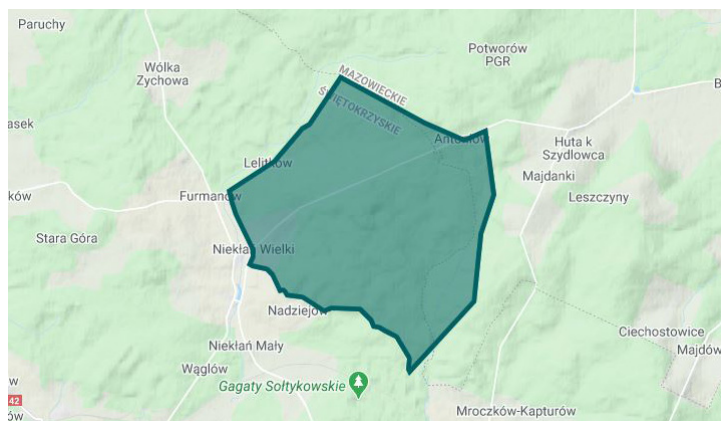 Paruchy
Wólka
Zychowa
Potworów
PGR
MAZOWIECKIE
ŚWIĘTOKRZYSKIE
B
asek
Antoniów
Huta k
Szydłowca
Lelitków
Majdanki
ków
Furmanów
Leszczyny
Stara Góra
Niekłań Wielki
Nadziejów
Ciechostowice
Niekłań Mały
Majdów
Wąglów
Gagaty Sołtykowskie
w
42
ów
Mroczków-Kapturów